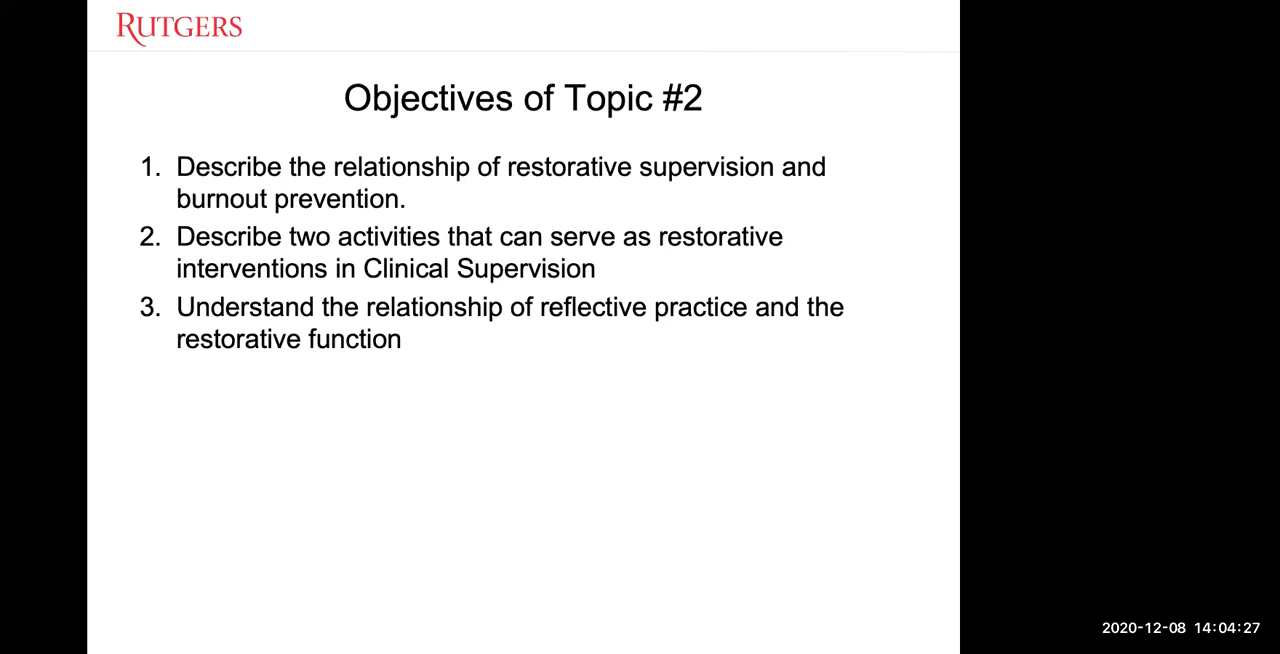 RUTGERS
Objectives of Topic #2
1. Describe the relationship of restorative supervision and
burnout prevention.
2. Describe two activities that can serve as restorative
interventions in Clinical Supervision
3. Understand the relationship of reflective practice and the
restorative function
2020-12-08 14:04:27